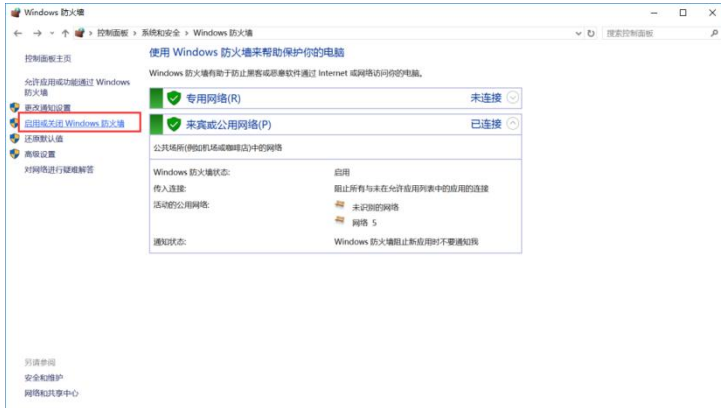 Windows 防火墙
控制面板 › 系统和安全 › Windows 防火墙
搜索控制面板
控制面板主页
允许应用或功能通过 Windows
防火墙
更改通知设置
启用或关闭 Windows 防火墙
还原默认值
高级设置
对网络进行疑难解答
使用 Windows 防火墙来帮助保护你的电脑
Windows 防火墙有助于防止黑客或恶意软件通过 Internet 或网络访问你的电脑。
专用网络(R) 未连接
来宾或公用网络(P) 已连接
公共场所(例如机场或咖啡店)中的网络
Windows 防火墙状态: 启用
传入连接: 阻止所有与未在允许应用列表中的应用的连接
活动的公用网络: 未识别的网络
网络 5
通知状态: Windows 防火墙阻止新应用时不要通知我
另请参阅
安全和维护
网络和共享中心